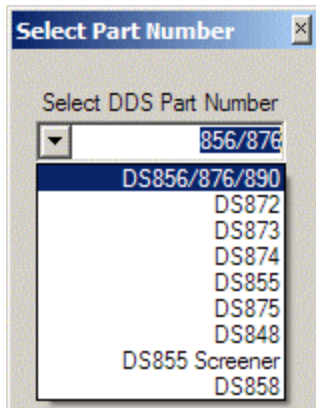 Select Part Number
Select DDS Part Number
856/876
DS856/876/890
DS872
DS873
DS874
DS855
DS875
DS848
DS855 Screener
DS858